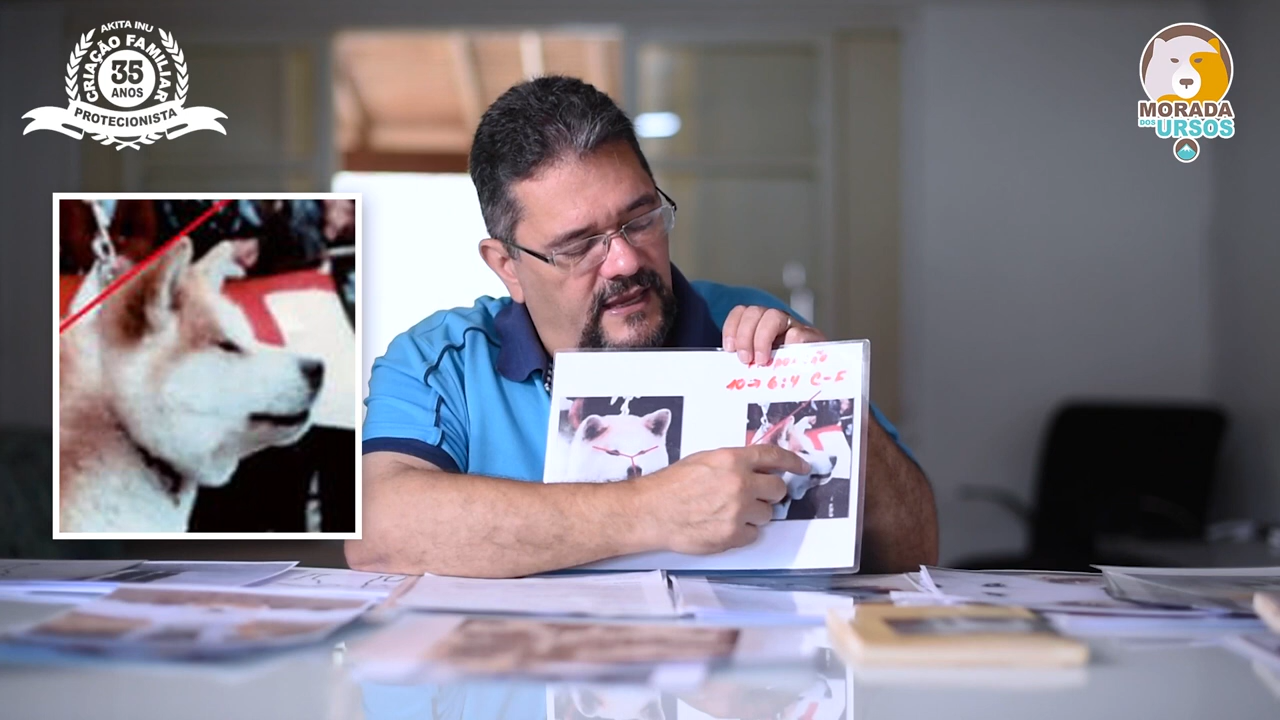 AKITA INU
CRIAÇÃO FAMILIAR
35
ANOS
PROTECIONISTA
MORADA
DOS URSOS
10 6:4 C-E